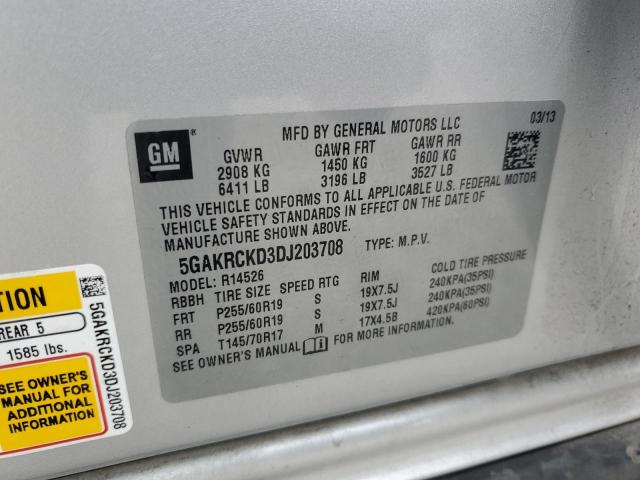 GM
MFD BY GENERAL MOTORS LLC
03/13
GVWR GAWR FRT GAWR RR
2908 KG 1450 KG 1600 KG
6411 LB 3196 LB 3527 LB
THIS VEHICLE CONFORMS TO ALL APPLICABLE U.S. FEDERAL MOTOR
VEHICLE SAFETY STANDARDS IN EFFECT ON THE DATE OF
MANUFACTURE SHOWN ABOVE.
5GAKRCKD3DJ203708 TYPE: M.P.V.
MODEL: R14526
RBBH TIRE SIZE SPEED RTG RIM COLD TIRE PRESSURE
FRT P255/60R19 S 19X7.5J 240KPA(35PSI)
RR P255/60R19 S 19X7.5J 240KPA(35PSI)
SPA T145/70R17 M 17X4.5B 420KPA(60PSI)
SEE OWNER'S MANUAL FOR MORE INFORMATION
TION
REAR 5
1585 lbs.
SEE OWNER'S
MANUAL FOR
ADDITIONAL
INFORMATION
5GAKRCKD3DJ203708